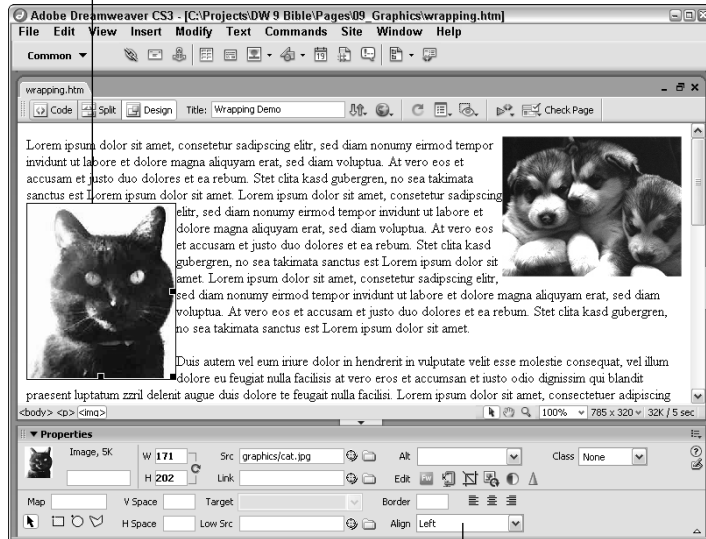 Adobe Dreamweaver CS3 - [C:\Projects\DW 9 Bible\Pages\09_Graphics\wrapping.htm]
File Edit View Insert Modify Text Commands Site Window Help
Common
wrapping.htm
Code Split Design Title: Wrapping Demo Check Page
Lorem ipsum dolor sit amet, consetetur sadipscing elitr, sed diam nonumy eirmod tempor
invidunt ut labore et dolore magna aliquyam erat, sed diam voluptua. At vero eos et
accusam et justo duo dolores et ea rebum. Stet clita kasd gubergren, no sea takimata
sanctus est Lorem ipsum dolor sit amet. Lorem ipsum dolor sit amet, consetetur sadipscing
elitr, sed diam nonumy eirmod tempor invidunt ut labore et
dolore magna aliquyam erat, sed diam voluptua. At vero eos
et accusam et justo duo dolores et ea rebum. Stet clita kasd
gubergren, no sea takimata sanctus est Lorem ipsum dolor sit
amet. Lorem ipsum dolor sit amet, consetetur sadipscing elitr,
sed diam nonumy eirmod tempor invidunt ut labore et dolore magna aliquyam erat, sed diam
voluptua. At vero eos et accusam et justo duo dolores et ea rebum. Stet clita kasd gubergren,
no sea takimata sanctus est Lorem ipsum dolor sit amet.
Duis autem vel eum iriure dolor in hendrerit in vulputate velit esse molestie consequat, vel illum
dolore eu feugiat nulla facilisis at vero eros et accumsan et iusto odio dignissim qui blandit
praesent luptatum zzril delenit augue duis dolore te feugait nulla facilisi. Lorem ipsum dolor sit amet, consectetuer adipiscing
<body> <p> <img> 100% 785 x 320 32K / 5 sec
Properties
Image, 5K W 171 Src graphics/cat.jpg Alt Class None
H 202 Link Edit
Map V Space Target Border
H Space Low Src Align Left